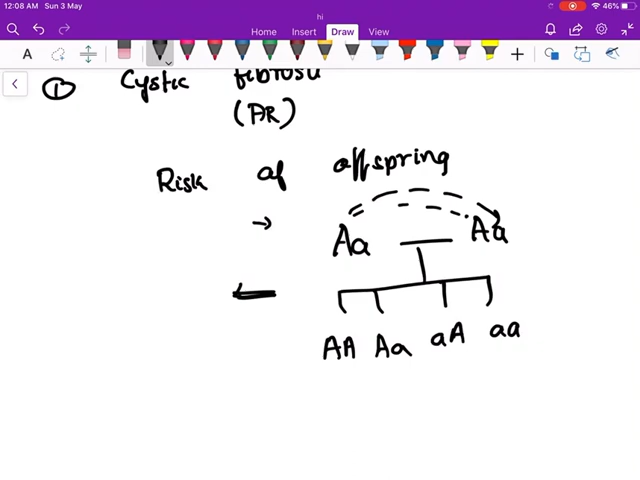 12:08 AM Sun 3 May
46%
hi
Home Insert Draw View
A
① Cystic fibrosis
(AR)
Risk of offspring
→ Aa Aa
←
AA Aa aA aa